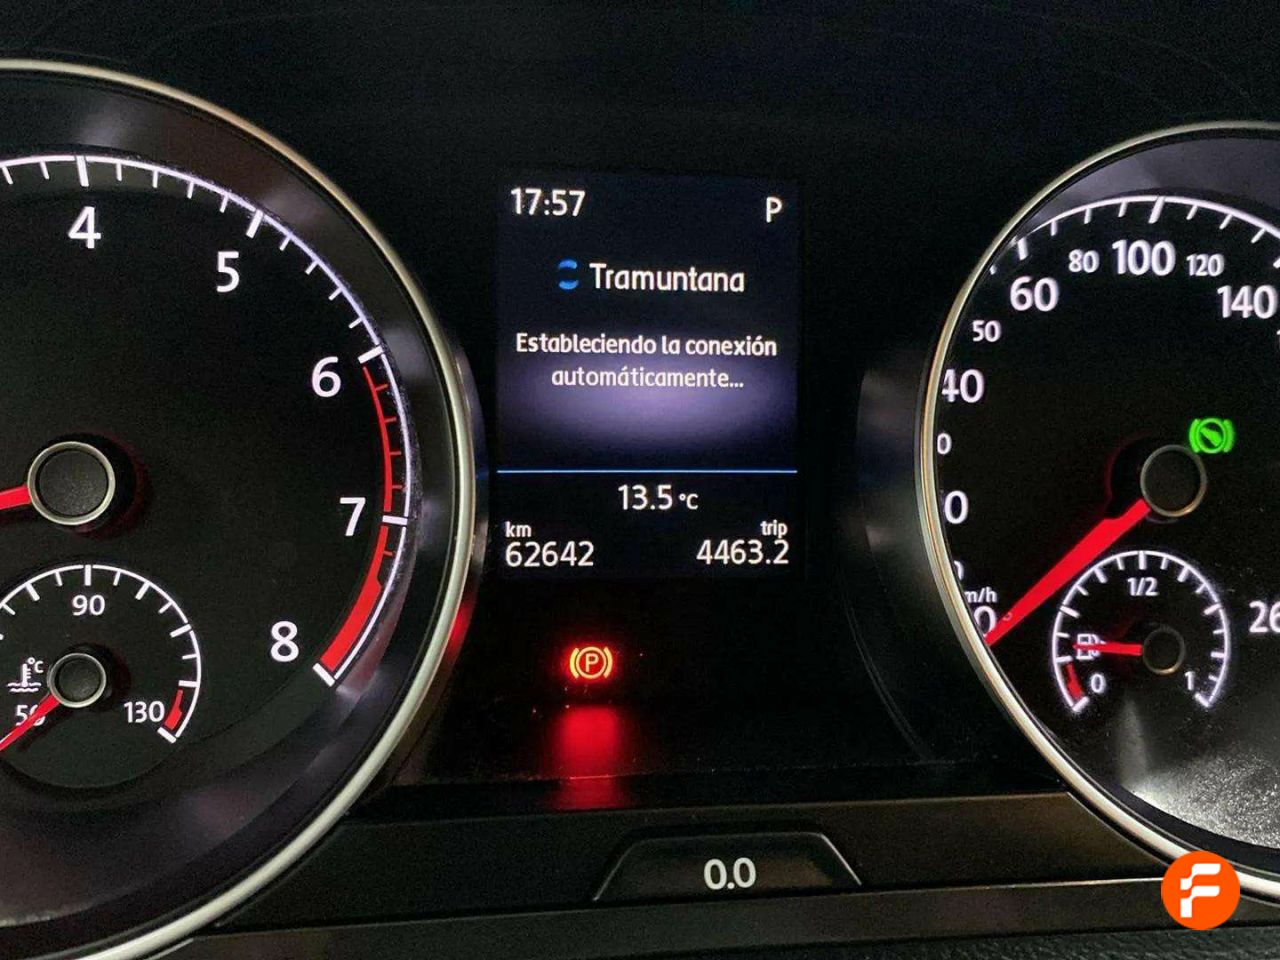 17:57 P
Tramuntana
Estableciendo la conexión
automáticamente...
13.5 °C
km trip
62642 4463.2
4
5
6
7
8
90
°C
130
40
50
60
80
100
120
140
km/h
1/2
0
1
P
0.0
F